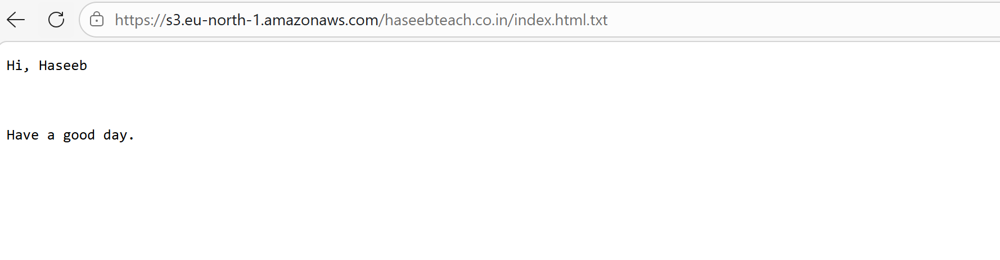 https://s3.eu-north-1.amazonaws.com/haseebteach.co.in/index.html.txt
Hi, Haseeb
Have a good day.